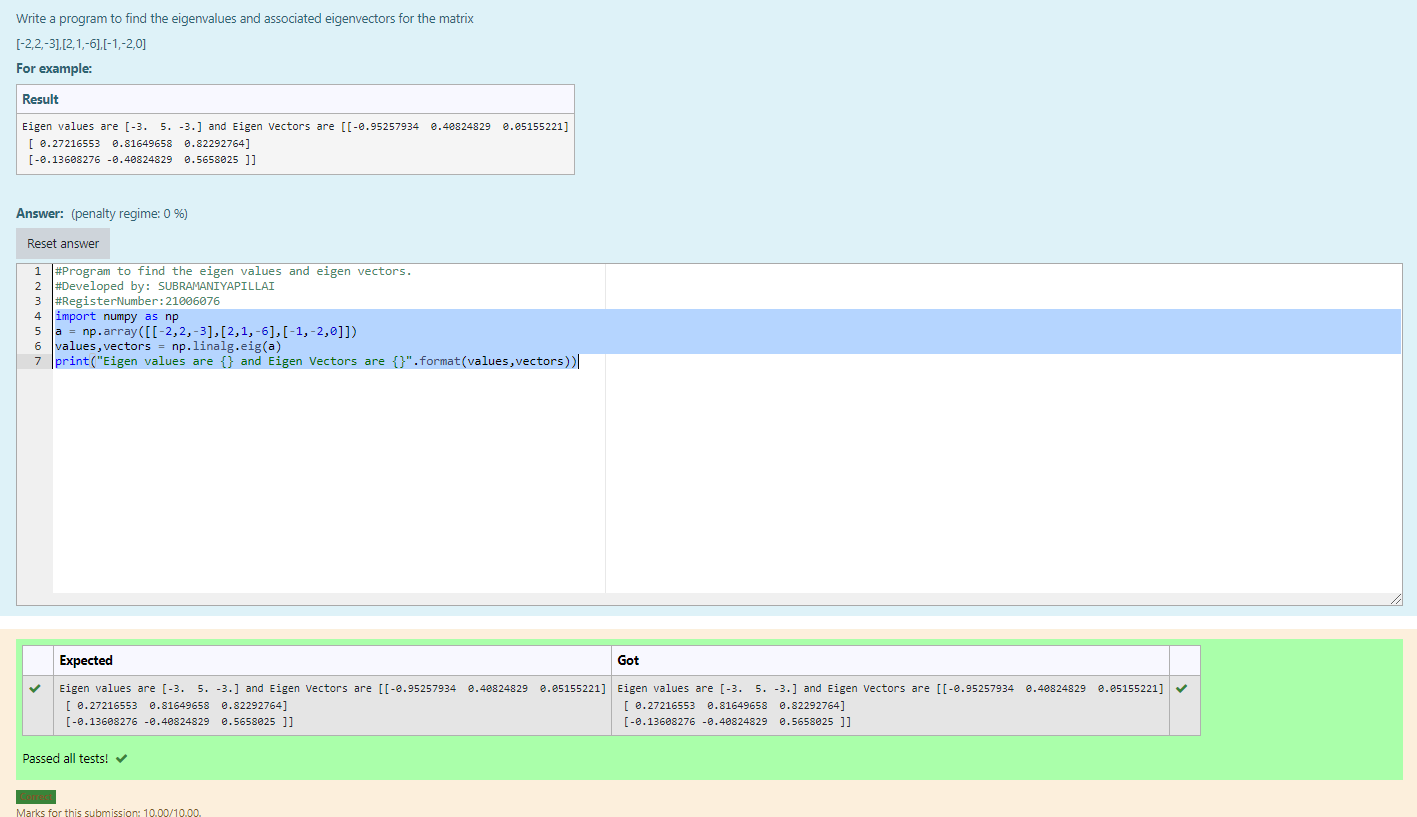 Write a program to find the eigenvalues and associated eigenvectors for the matrix
[-2,2,-3],[2,1,-6],[-1,-2,0]
For example:
Result
Eigen values are [-3.  5. -3.] and Eigen Vectors are [[-0.95257934  0.40824829  0.05155221]
[ 0.27216553  0.81649658  0.82292764]
[-0.13608276 -0.40824829  0.5658025 ]]
Answer: (penalty regime: 0 %)
Reset answer
1 #Program to find the eigen values and eigen vectors.
2 #Developed by: SUBRAMANIYAPILLAI
3 #RegisterNumber:21006076
4 import numpy as np
5 a = np.array([[-2,2,-3],[2,1,-6],[-1,-2,0]])
6 values,vectors = np.linalg.eig(a)
7 print("Eigen values are {} and Eigen Vectors are {}".format(values,vectors))
Expected Got
Eigen values are [-3.  5. -3.] and Eigen Vectors are [[-0.95257934  0.40824829  0.05155221] Eigen values are [-3.  5. -3.] and Eigen Vectors are [[-0.95257934  0.40824829  0.05155221]
[ 0.27216553  0.81649658  0.82292764] [ 0.27216553  0.81649658  0.82292764]
[-0.13608276 -0.40824829  0.5658025 ]] [-0.13608276 -0.40824829  0.5658025 ]]
Passed all tests!
Marks for this submission: 10.00/10.00.